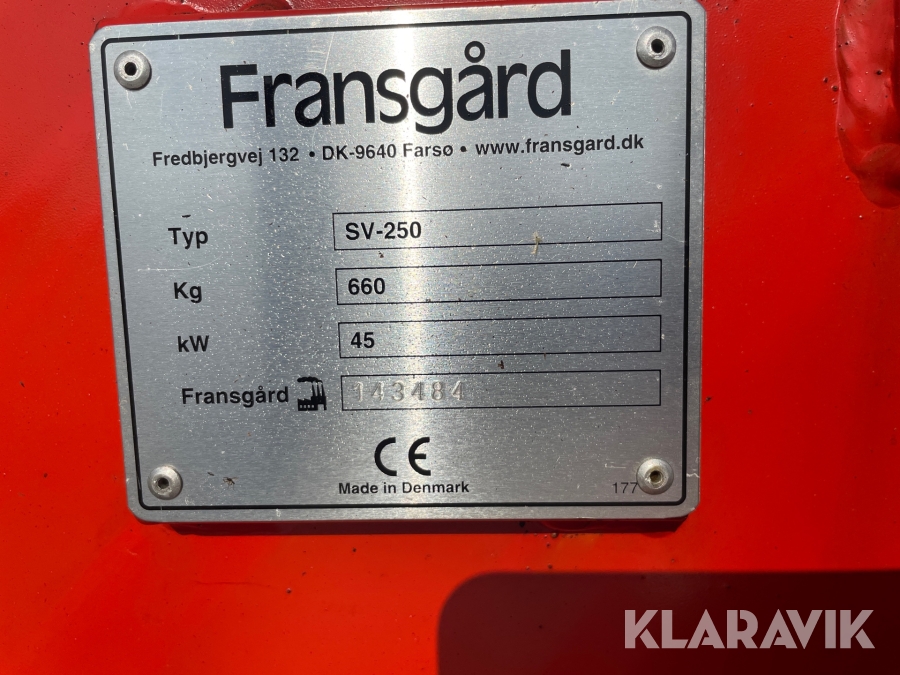 Fransgård
Fredbjergvej 132 • DK-9640 Farsø • www.fransgard.dk
Typ SV-250
Kg 660
kW 45
Fransgård 143484
CE
Made in Denmark 177
KLARAVIK